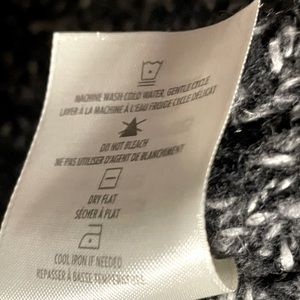 MACHINE WASH COLD WATER, GENTLE CYCLE
LAVER À LA MACHINE À L'EAU FROIDE CYCLE DÉLICAT
DO NOT BLEACH
NE PAS UTILISER D'AGENT DE BLANCHIMENT
DRY FLAT
SÉCHER À PLAT
COOL IRON IF NEEDED
REPASSER À BASSE TEMPÉRATURE